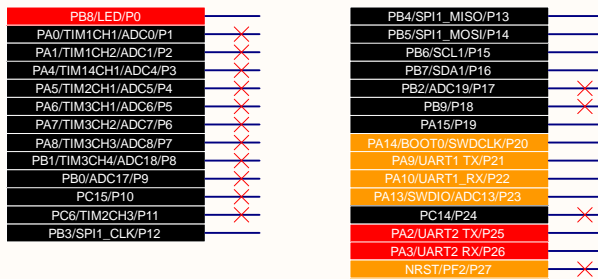 PB8/LED/P0
PA0/TIM1CH1/ADC0/P1
PA1/TIM1CH2/ADC1/P2
PA4/TIM14CH1/ADC4/P3
PA5/TIM2CH1/ADC5/P4
PA6/TIM3CH1/ADC6/P5
PA7/TIM3CH2/ADC7/P6
PA8/TIM3CH3/ADC8/P7
PB1/TIM3CH4/ADC18/P8
PB0/ADC17/P9
PC15/P10
PC6/TIM2CH3/P11
PB3/SPI1_CLK/P12
PB4/SPI1_MISO/P13
PB5/SPI1_MOSI/P14
PB6/SCL1/P15
PB7/SDA1/P16
PB2/ADC19/P17
PB9/P18
PA15/P19
PA14/BOOT0/SWDCLK/P20
PA9/UART1 TX/P21
PA10/UART1_RX/P22
PA13/SWDIO/ADC13/P23
PC14/P24
PA2/UART2 TX/P25
PA3/UART2 RX/P26
NRST/PF2/P27